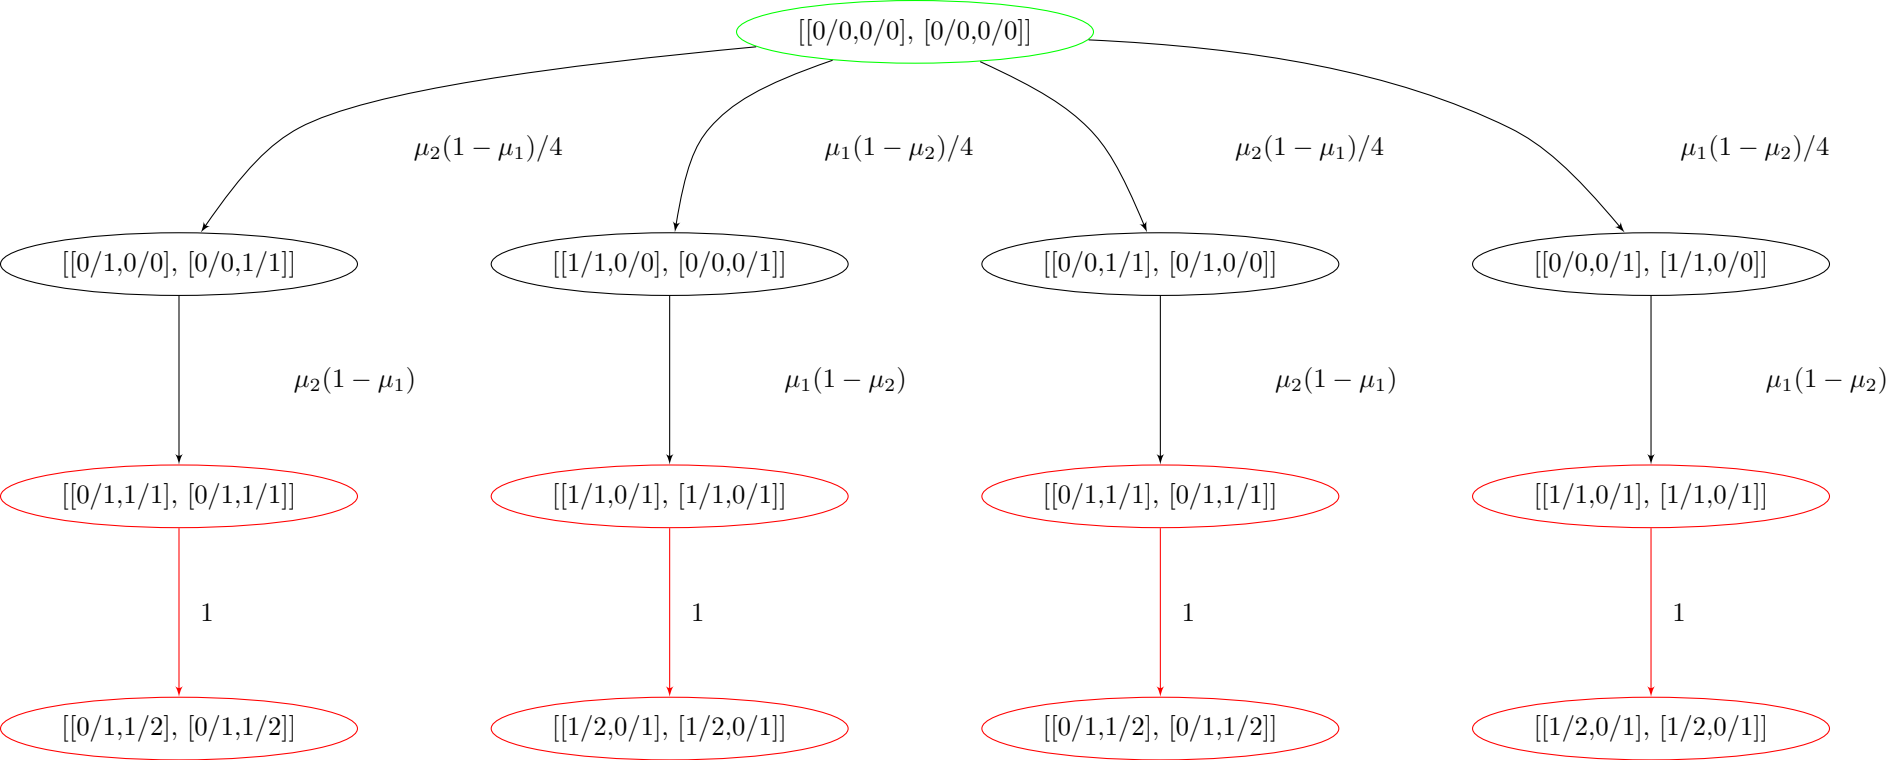 [[0/0,0/0], [0/0,0/0]]
μ₂(1 − μ₁)/4
μ₁(1 − μ₂)/4
μ₂(1 − μ₁)/4
μ₁(1 − μ₂)/4
[[0/1,0/0], [0/0,1/1]]
[[1/1,0/0], [0/0,0/1]]
[[0/0,1/1], [0/1,0/0]]
[[0/0,0/1], [1/1,0/0]]
μ₂(1 − μ₁)
μ₁(1 − μ₂)
μ₂(1 − μ₁)
μ₁(1 − μ₂)
[[0/1,1/1], [0/1,1/1]]
[[1/1,0/1], [1/1,0/1]]
[[0/1,1/1], [0/1,1/1]]
[[1/1,0/1], [1/1,0/1]]
1
1
1
1
[[0/1,1/2], [0/1,1/2]]
[[1/2,0/1], [1/2,0/1]]
[[0/1,1/2], [0/1,1/2]]
[[1/2,0/1], [1/2,0/1]]